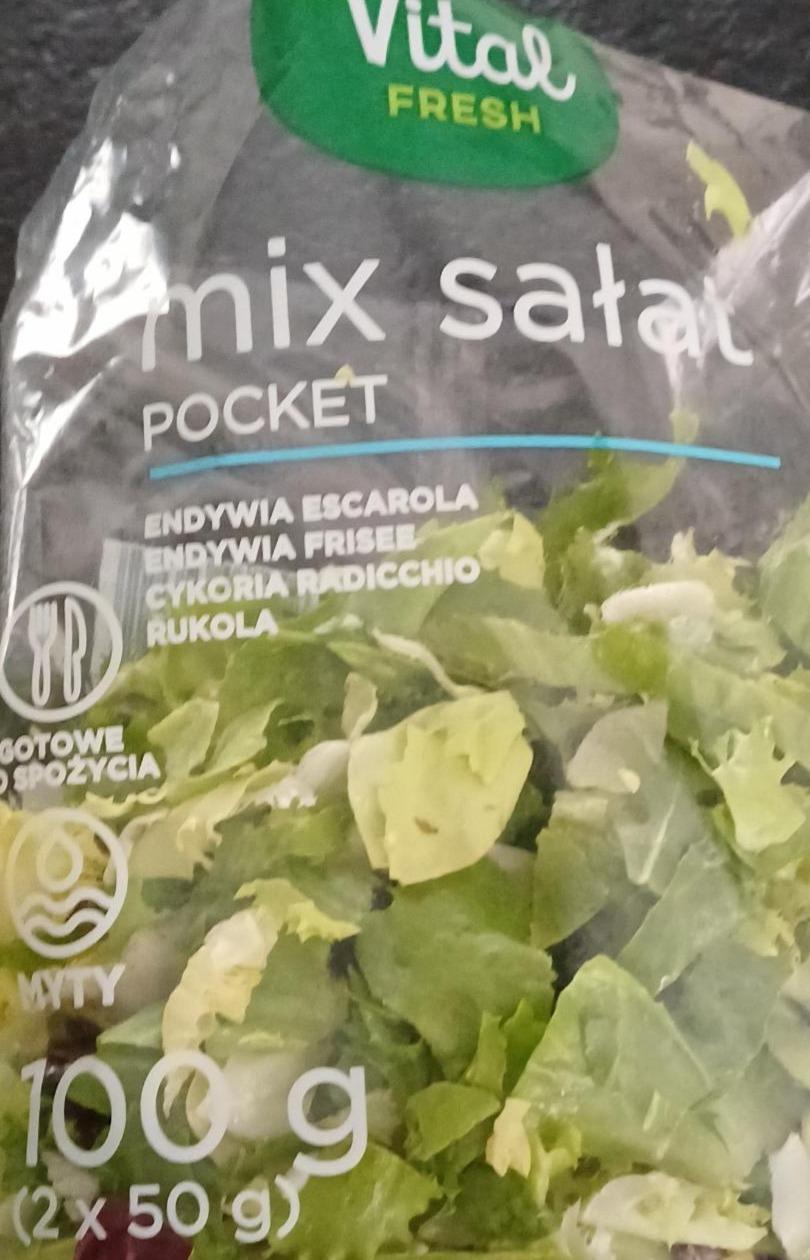 Vital
FRESH
mix sałat
POCKET
ENDYWIA ESCAROLA
ENDYWIA FRISEE
CYKORIA RADICCHIO
RUKOLA
GOTOWE
O SPOŻYCIA
MYTY
100 g
(2 x 50 g)